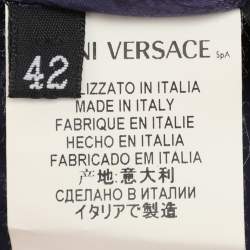 42
NI VERSACE SpA
LIZZATO IN ITALIA
MADE IN ITALY
FABRIQUE EN ITALIE
HECHO EN ITALIA
FABRICADO EM ITALIA
产地:意大利
СДЕЛАНО В ИТАЛИИ
イタリアで製造